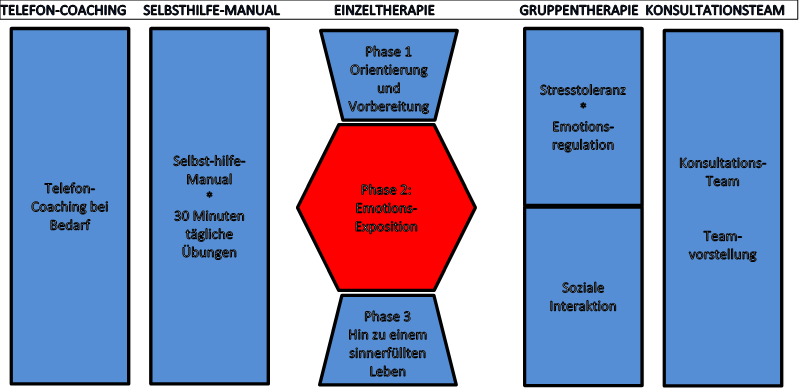 TELEFON-COACHING SELBSTHILFE-MANUAL EINZELTHERAPIE GRUPPENTHERAPIE KONSULTATIONSTEAM
Telefon-
Coaching bei
Bedarf
Selbst-hilfe-
Manual
*
30 Minuten
tägliche
Übungen
Phase 1
Orientierung
und
Vorbereitung
Phase 2:
Emotions-
Exposition
Phase 3
Hin zu einem
sinnerfüllten
Leben
Stresstoleranz
*
Emotions-
regulation
Soziale
Interaktion
Konsultations-
Team
Team-
vorstellung